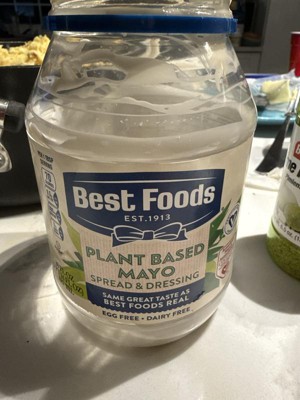 Best Foods
EST. 1913
PLANT BASED
MAYO
SPREAD & DRESSING
SAME GREAT TASTE AS
BEST FOODS REAL
EGG FREE • DAIRY FREE